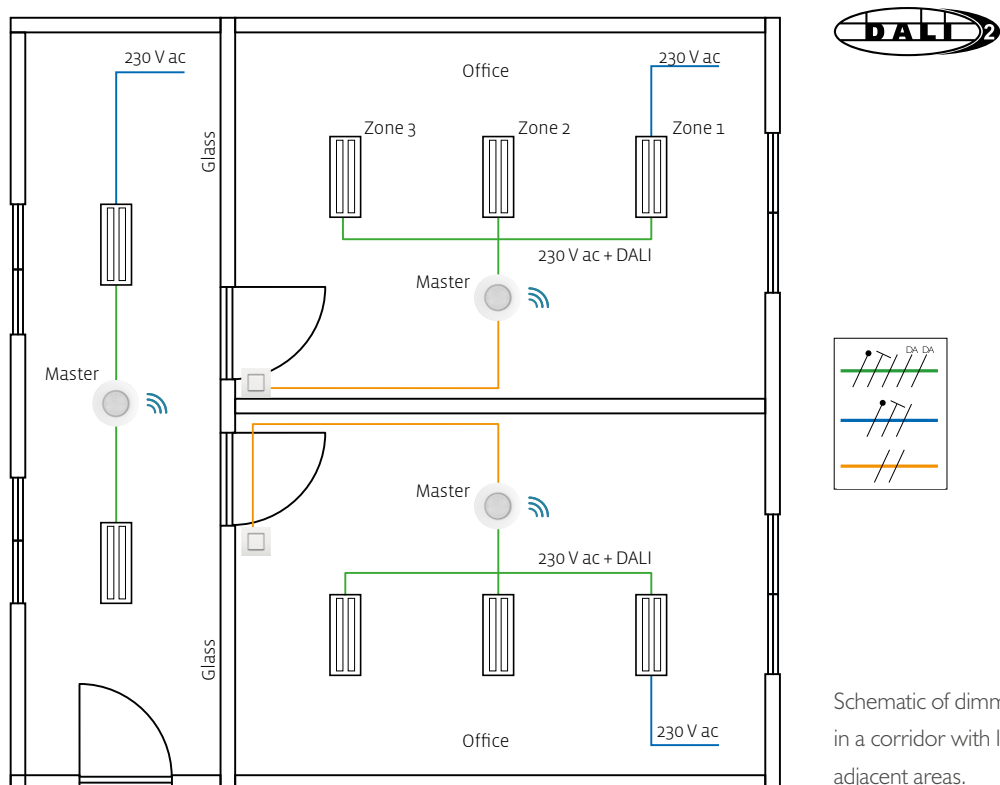 230 V ac
Office
230 V ac
DALI 2
Zone 3
Zone 2
Zone 1
Glass
230 V ac + DALI
Master
DA DA
Master
Master
230 V ac + DALI
Glass
Office
230 V ac
Schematic of dimm
in a corridor with l
adjacent areas.